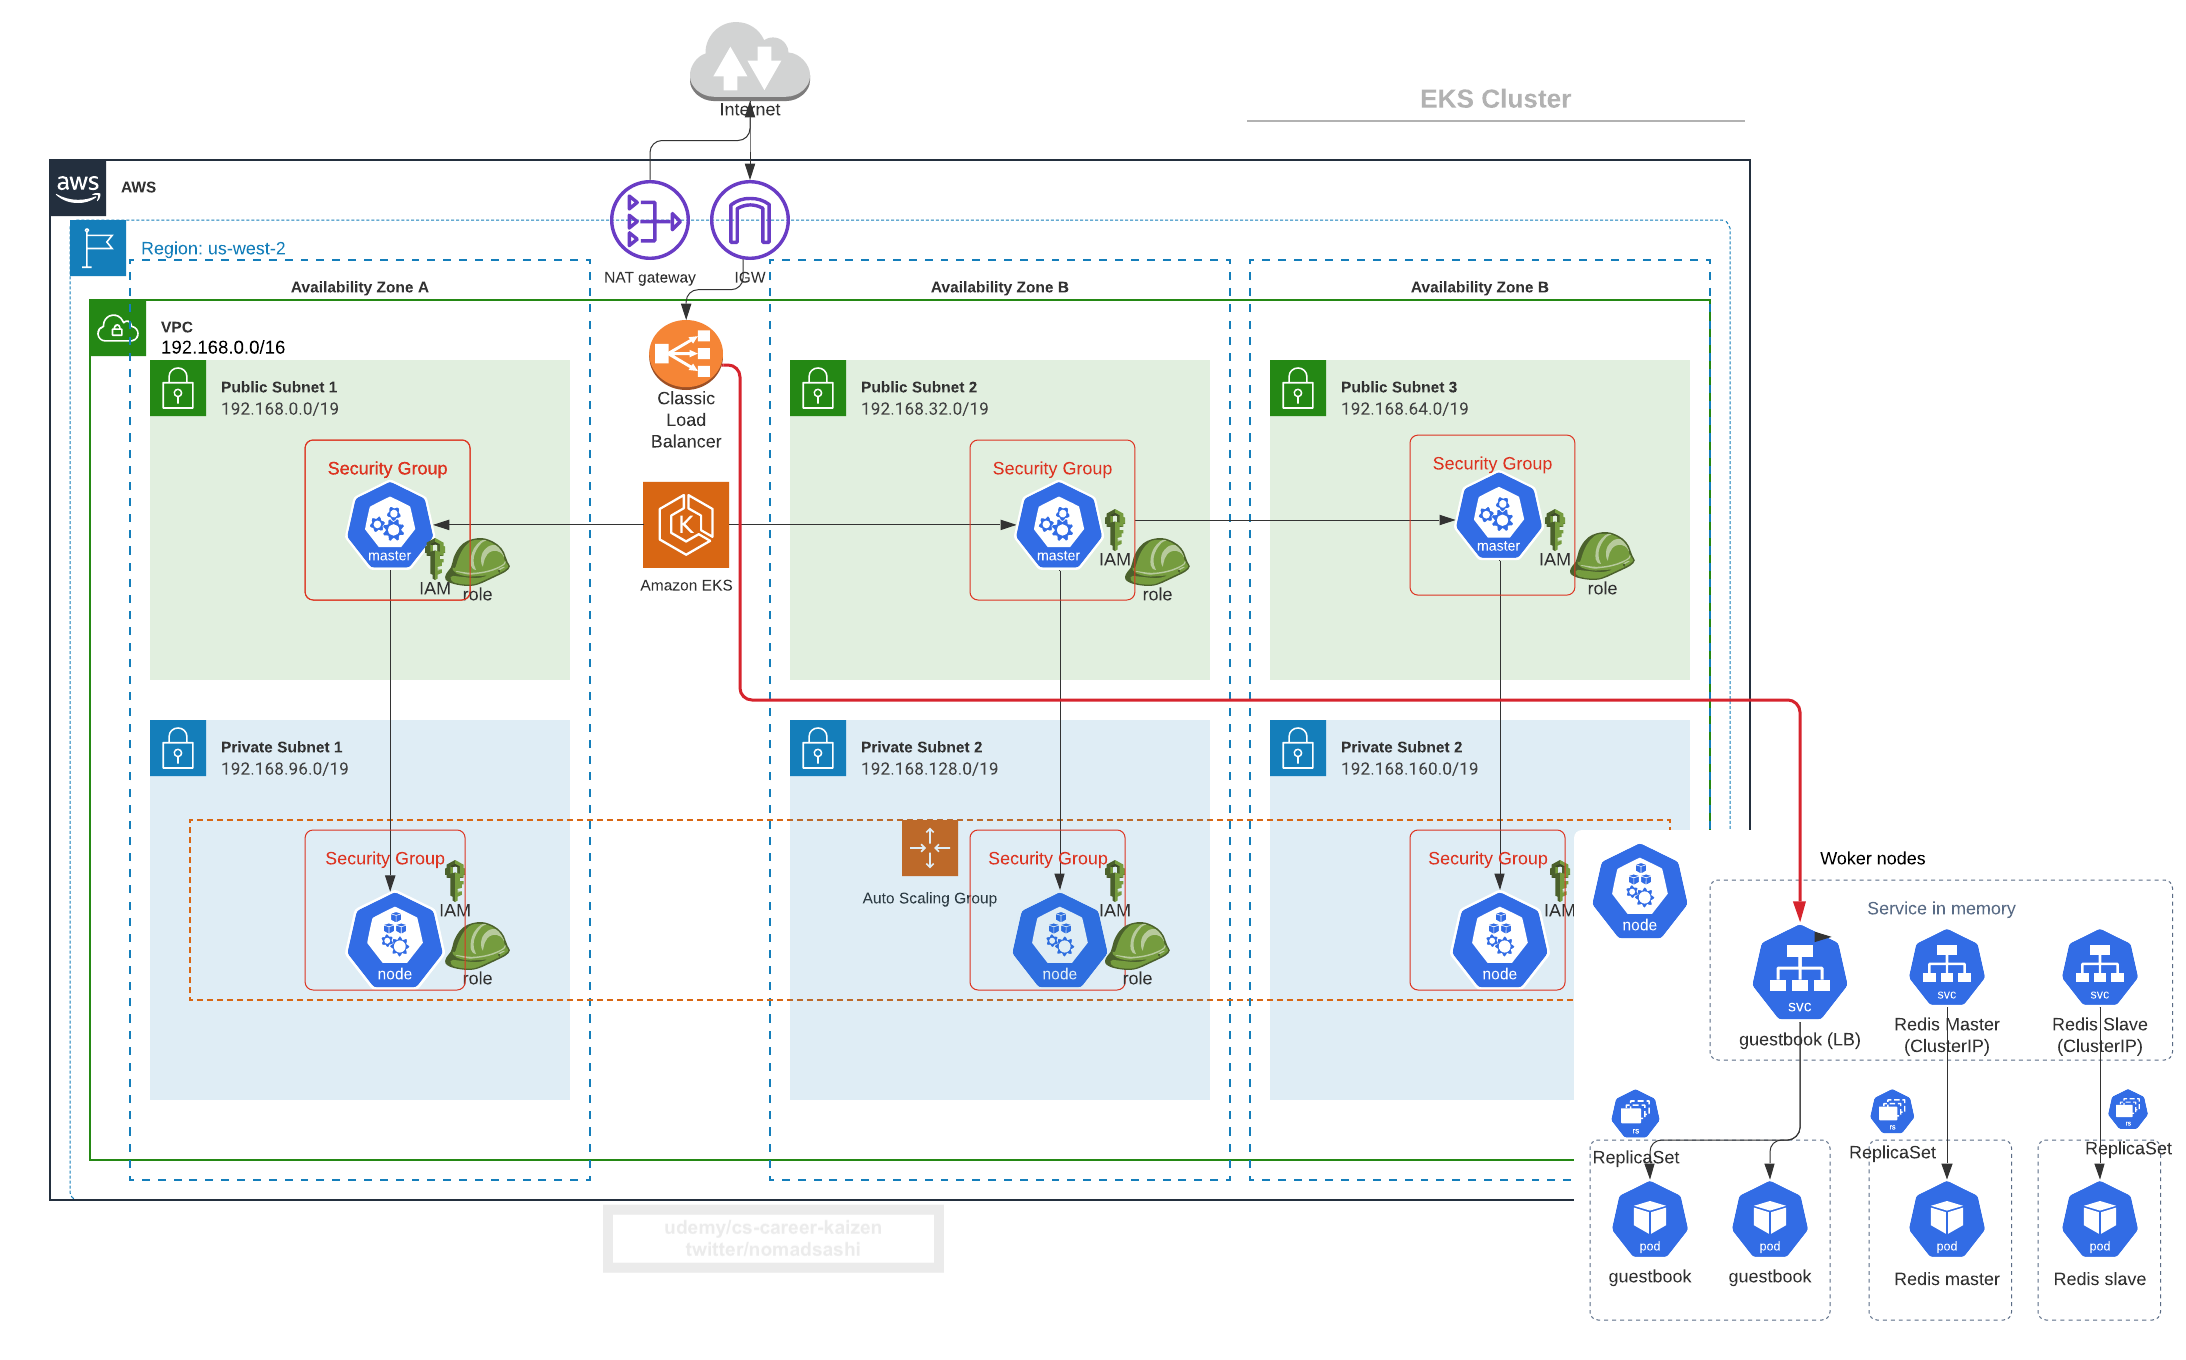 Internet
EKS Cluster
aws
AWS
Region: us-west-2
NAT gateway
IGW
Availability Zone A
Availability Zone B
Availability Zone B
VPC
192.168.0.0/16
Public Subnet 1
192.168.0.0/19
Classic
Load
Balancer
Public Subnet 2
192.168.32.0/19
Public Subnet 3
192.168.64.0/19
Security Group
master
IAM
role
Amazon EKS
Security Group
master
IAM
role
Security Group
master
IAM
role
Private Subnet 1
192.168.96.0/19
Private Subnet 2
192.168.128.0/19
Private Subnet 2
192.168.160.0/19
Security Group
IAM
node
role
Auto Scaling Group
Security Group
IAM
node
role
Security Group
IAM
node
node
Woker nodes
Service in memory
svc
guestbook (LB)
svc
Redis Master
(ClusterIP)
svc
Redis Slave
(ClusterIP)
rs
ReplicaSet
rs
ReplicaSet
rs
ReplicaSet
pod
guestbook
pod
guestbook
pod
Redis master
pod
Redis slave
udemy/cs-career-kaizen
twitter/nomadsashi